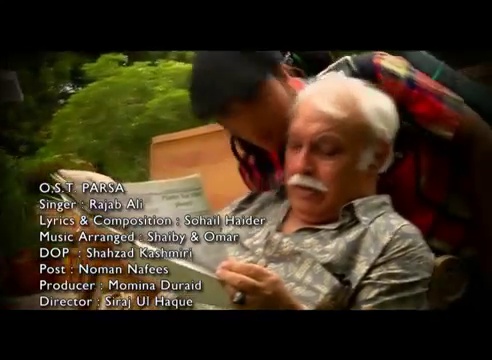 O.S.T. PARSA
Singer : Rajab Ali
Lyrics & Composition : Sohail Haider
Music Arranged : Shaiby & Omar
DOP : Shahzad Kashmiri
Post : Noman Nafees
Producer : Momina Duraid
Director : Siraj Ul Haque